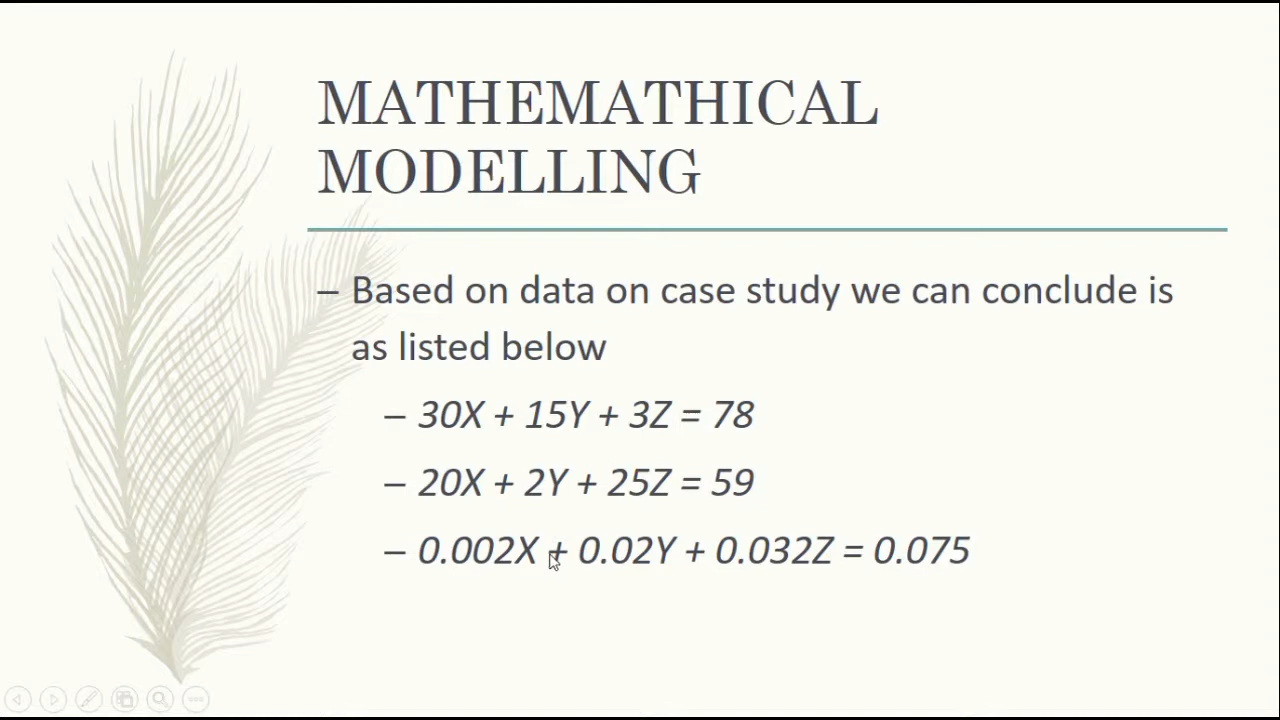 MATHEMATHICAL
MODELLING
– Based on data on case study we can conclude is
as listed below
– 30X + 15Y + 3Z = 78
– 20X + 2Y + 25Z = 59
– 0.002X + 0.02Y + 0.032Z = 0.075